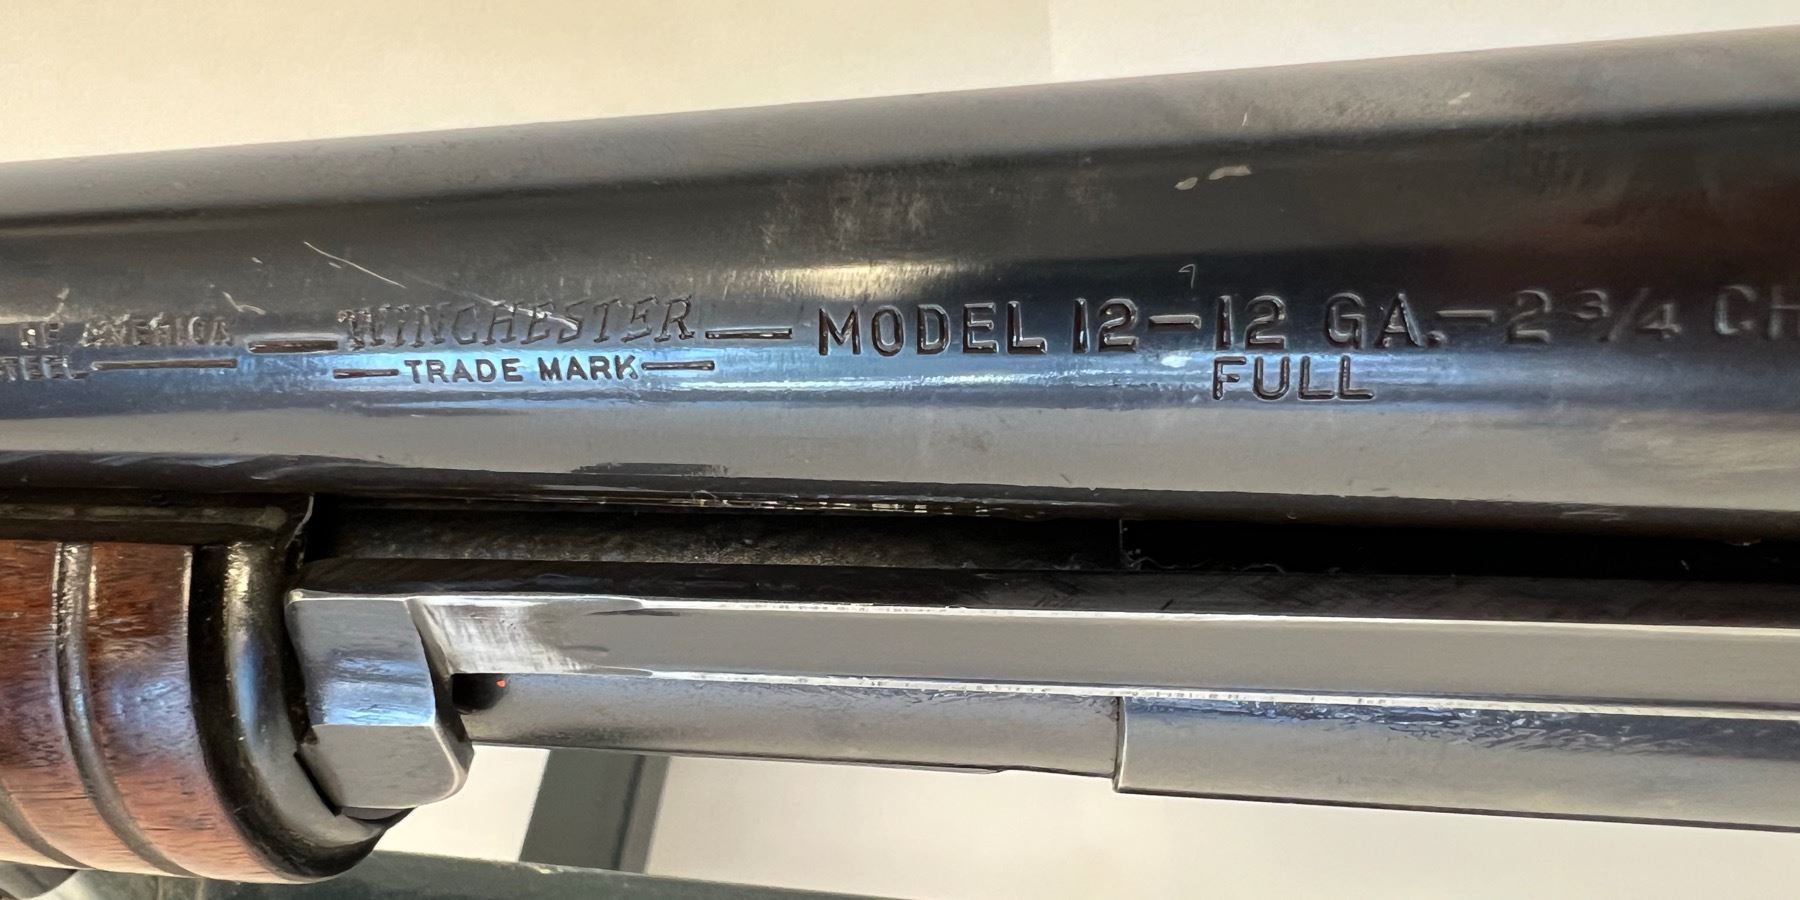 OF AMERICA — WINCHESTER — MODEL 12 — 12 GA. — 2 3/4 CH
STEEL — — TRADE MARK — FULL